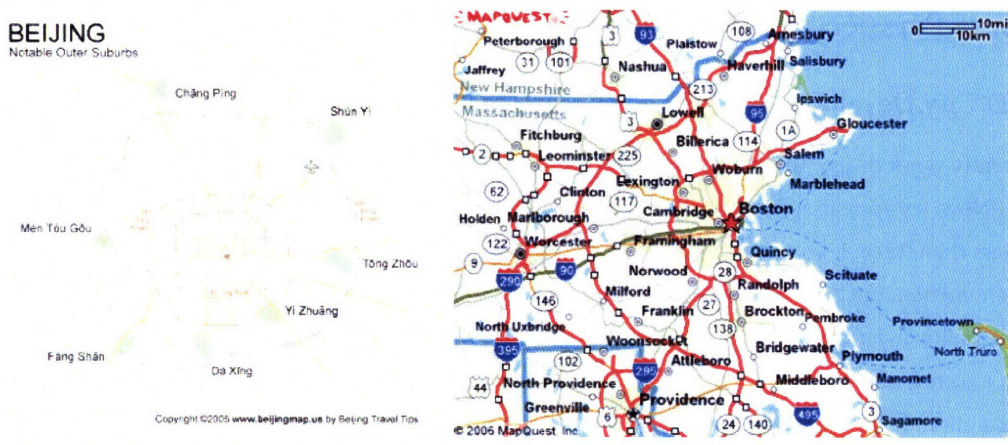 BEIJING
Notable Outer Suburbs
Chāng Píng
Shùn Yì
Mén Tóu Gōu
Tōng Zhōu
Yì Zhuāng
Fáng Shān
Dà Xīng
Copyright ©2005 www.beijingmap.us by Beijing Travel Tips
MAPQUEST
10mi
0
10km
3
93
108
Amesbury
Peterborough
Plaistow
Salisbury
31
101
Haverhill
Jaffrey
Nashua
New Hampshire
213
Ipswich
Massachusetts
Lowell
95
3
1A
Gloucester
Fitchburg
Billerica
114
2
Leominster
225
Salem
Woburn
62
Clinton
Lexington
Marblehead
117
Holden
Marlborough
Cambridge
Boston
122
Worcester
Framingham
Quincy
9
90
290
Norwood
28
Scituate
146
Milford
Randolph
27
Franklin
Brockton
Pembroke
Provincetown
North Uxbridge
138
Woonsocket
Bridgewater
North Truro
395
102
295
Attleboro
Plymouth
44
North Providence
Middleboro
Manomet
Greenville
6
Providence
495
3
24
140
Sagamore
© 2006 MapQuest Inc